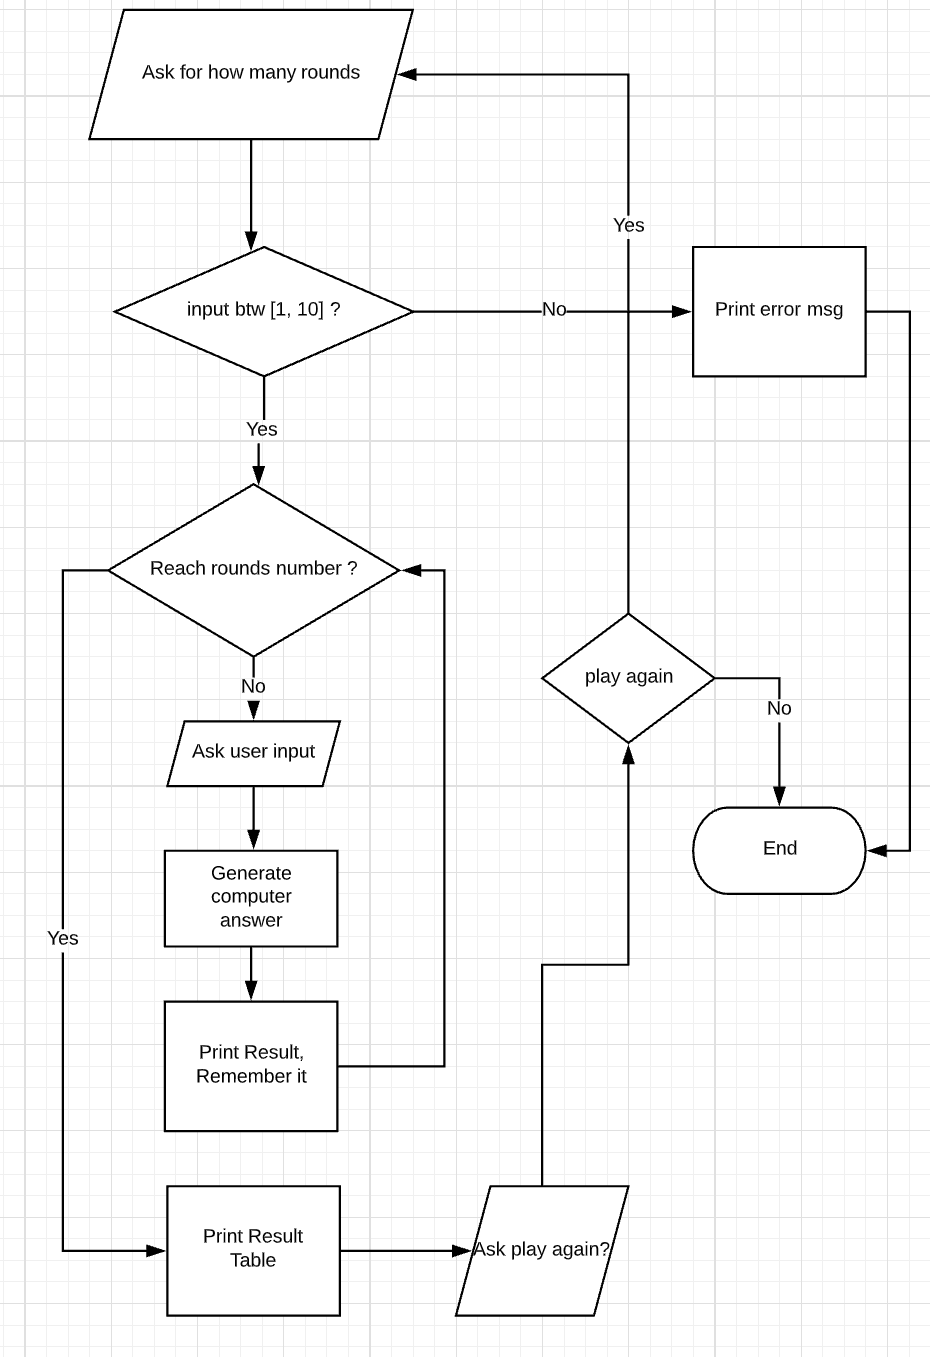 Ask for how many rounds
Yes
input btw [1, 10] ?
No
Print error msg
Yes
Reach rounds number ?
No
Ask user input
play again
No
Generate
computer
answer
End
Yes
Print Result,
Remember it
Print Result
Table
Ask play again?